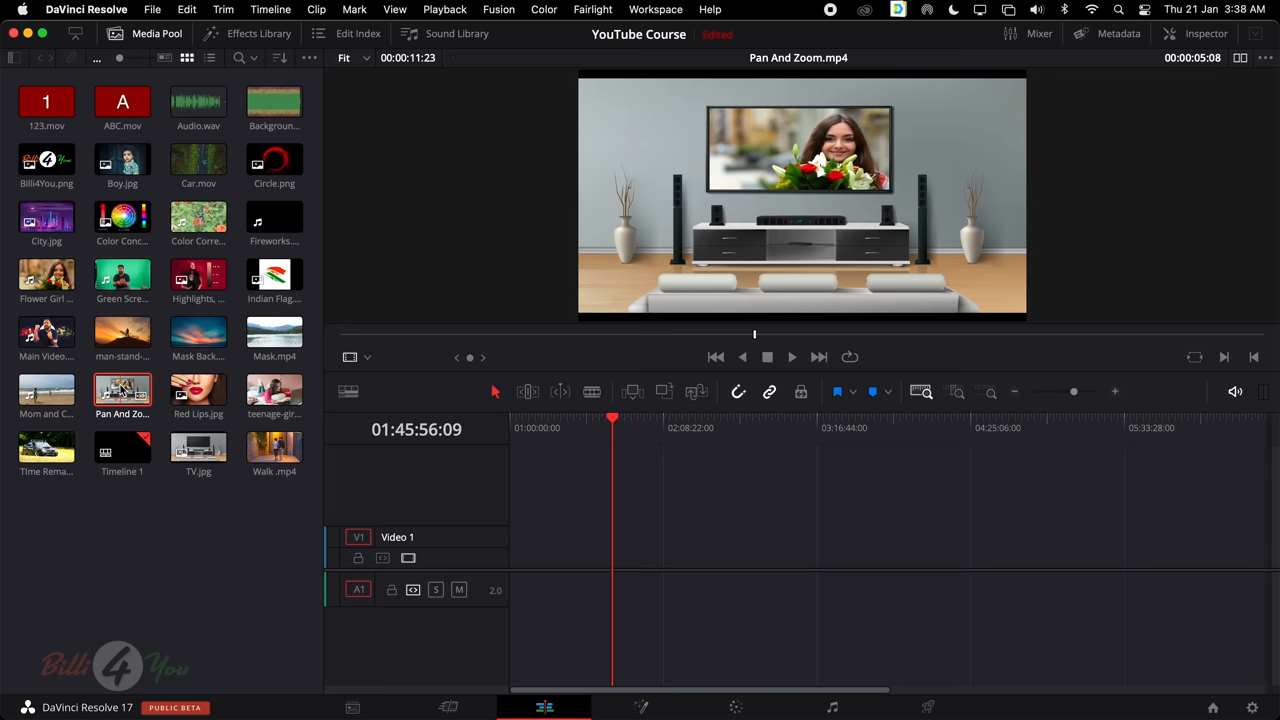 DaVinci Resolve File Edit Trim Timeline Clip Mark View Playback Fusion Color Fairlight Workspace Help Thu 21 Jan 3:38 AM
Media Pool Effects Library Edit Index Sound Library YouTube Course Edited Mixer Metadata Inspector
... Fit 00:00:11:23 Pan And Zoom.mp4 00:00:05:08
1 A
123.mov ABC.mov Audio.wav Backgroun...
Billi 4 You
Billi4You.png Boy.jpg Car.mov Circle.png
City.jpg Color Conc... Color Corre... Fireworks....
Flower Girl ... Green Scre... Highlights, ... Indian Flag....
Main Video.... man-stand-... Mask Back.... Mask.mp4
Mom and C... Pan And Zo... Red Lips.jpg teenage-gir...
TIme Rema... Timeline 1 TV.jpg Walk .mp4
01:45:56:09 01:00:00:00 02:08:22:00 03:16:44:00 04:25:06:00 05:33:28:00
V1 Video 1
A1 S M 2.0
Billi 4 You
DaVinci Resolve 17 PUBLIC BETA